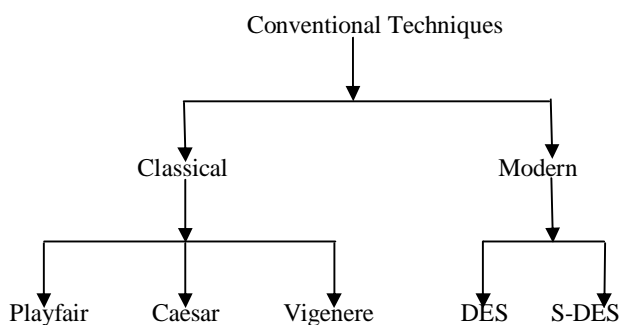 Conventional Techniques
Classical Modern
Playfair Caesar Vigenere DES S-DES